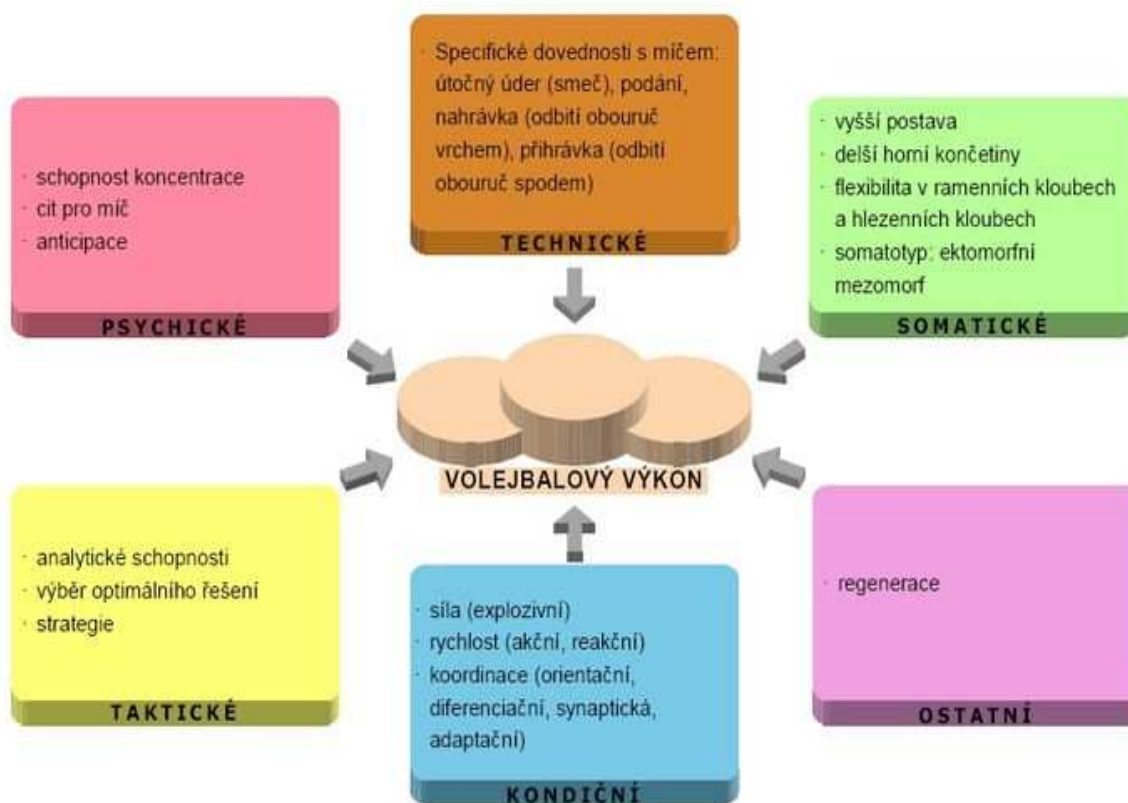 · Specifické dovednosti s míčem:
útočný úder (smeč), podání,
nahrávka (odbití obouruč
vrchem), přihrávka (odbití
obouruč spodem)
TECHNICKÉ
· schopnost koncentrace
· cit pro míč
· anticipace
PSYCHICKÉ
· vyšší postava
· delší horní končetiny
· flexibilita v ramenních kloubech
a hlezenních kloubech
· somatotyp: ektomorfní
mezomorf
SOMATICKÉ
VOLEJBALOVÝ VÝKON
· analytické schopnosti
· výběr optimálního řešení
· strategie
TAKTICKÉ
· síla (explozivní)
· rychlost (akční, reakční)
· koordinace (orientační,
diferenciační, synaptická,
adaptační)
KONDIČNÍ
· regenerace
OSTATNÍ